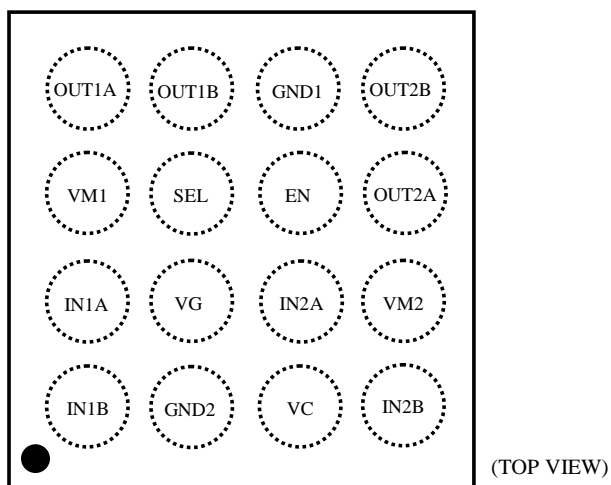 OUT1A OUT1B GND1 OUT2B
VM1 SEL EN OUT2A
IN1A VG IN2A VM2
IN1B GND2 VC IN2B
(TOP VIEW)